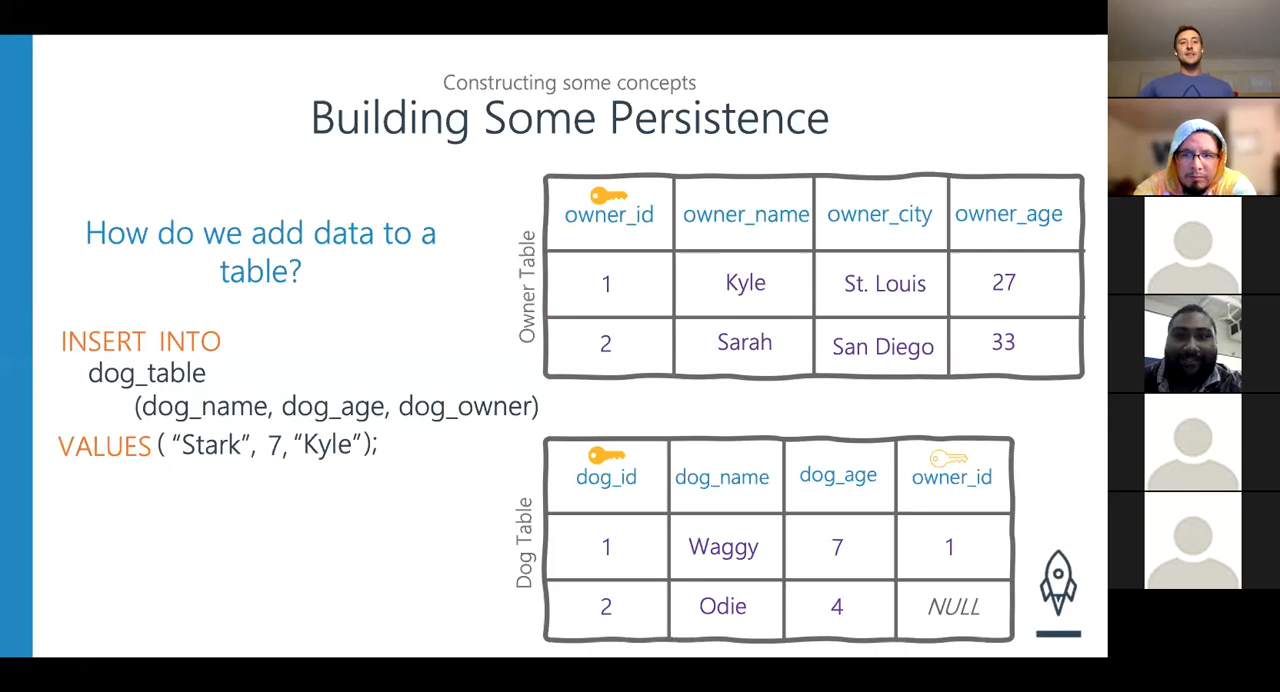 Constructing some concepts
Building Some Persistence
How do we add data to a
table?
INSERT INTO
dog_table
(dog_name, dog_age, dog_owner)
VALUES ( “Stark”, 7, “Kyle” );
Owner Table
owner_id owner_name owner_city owner_age
1 Kyle St. Louis 27
2 Sarah San Diego 33
Dog Table
dog_id dog_name dog_age owner_id
1 Waggy 7 1
2 Odie 4 NULL